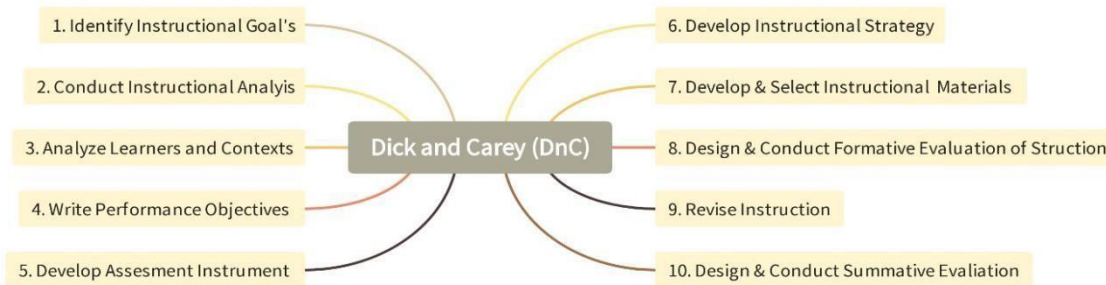 1. Identify Instructional Goal's
2. Conduct Instructional Analyis
3. Analyze Learners and Contexts
4. Write Performance Objectives
5. Develop Assesment Instrument
Dick and Carey (DnC)
6. Develop Instructional Strategy
7. Develop & Select Instructional Materials
8. Design & Conduct Formative Evaluation of Struction
9. Revise Instruction
10. Design & Conduct Summative Evaliation